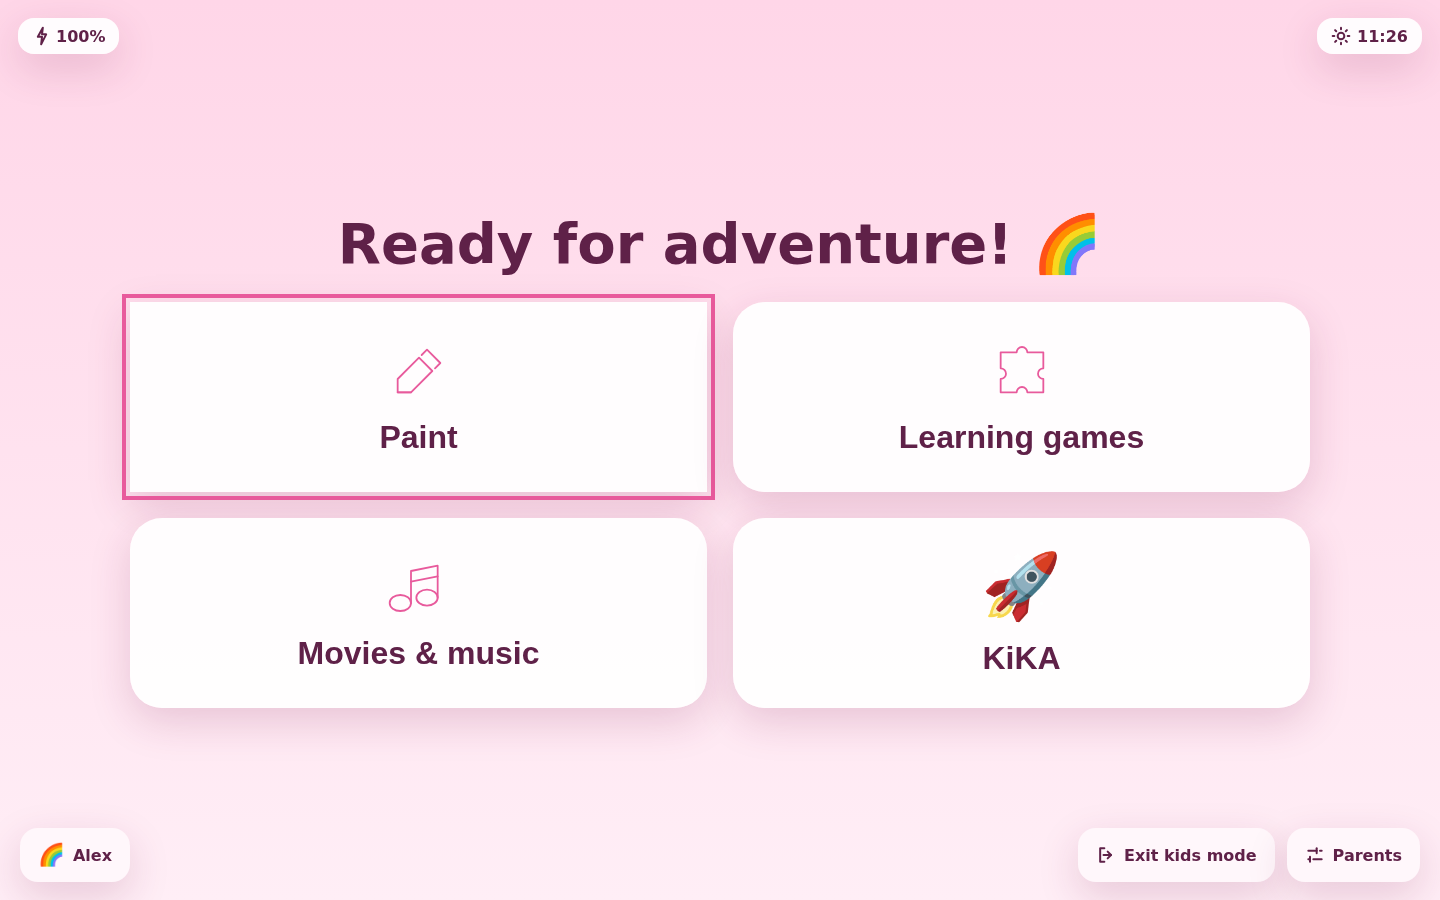 100%
11:26
Ready for adventure!
Paint
Learning games
Movies & music
KiKA
Alex
Exit kids mode
Parents